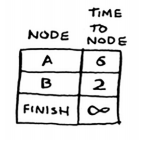 NODE TIME TO NODE
A 6
B 2
FINISH ∞